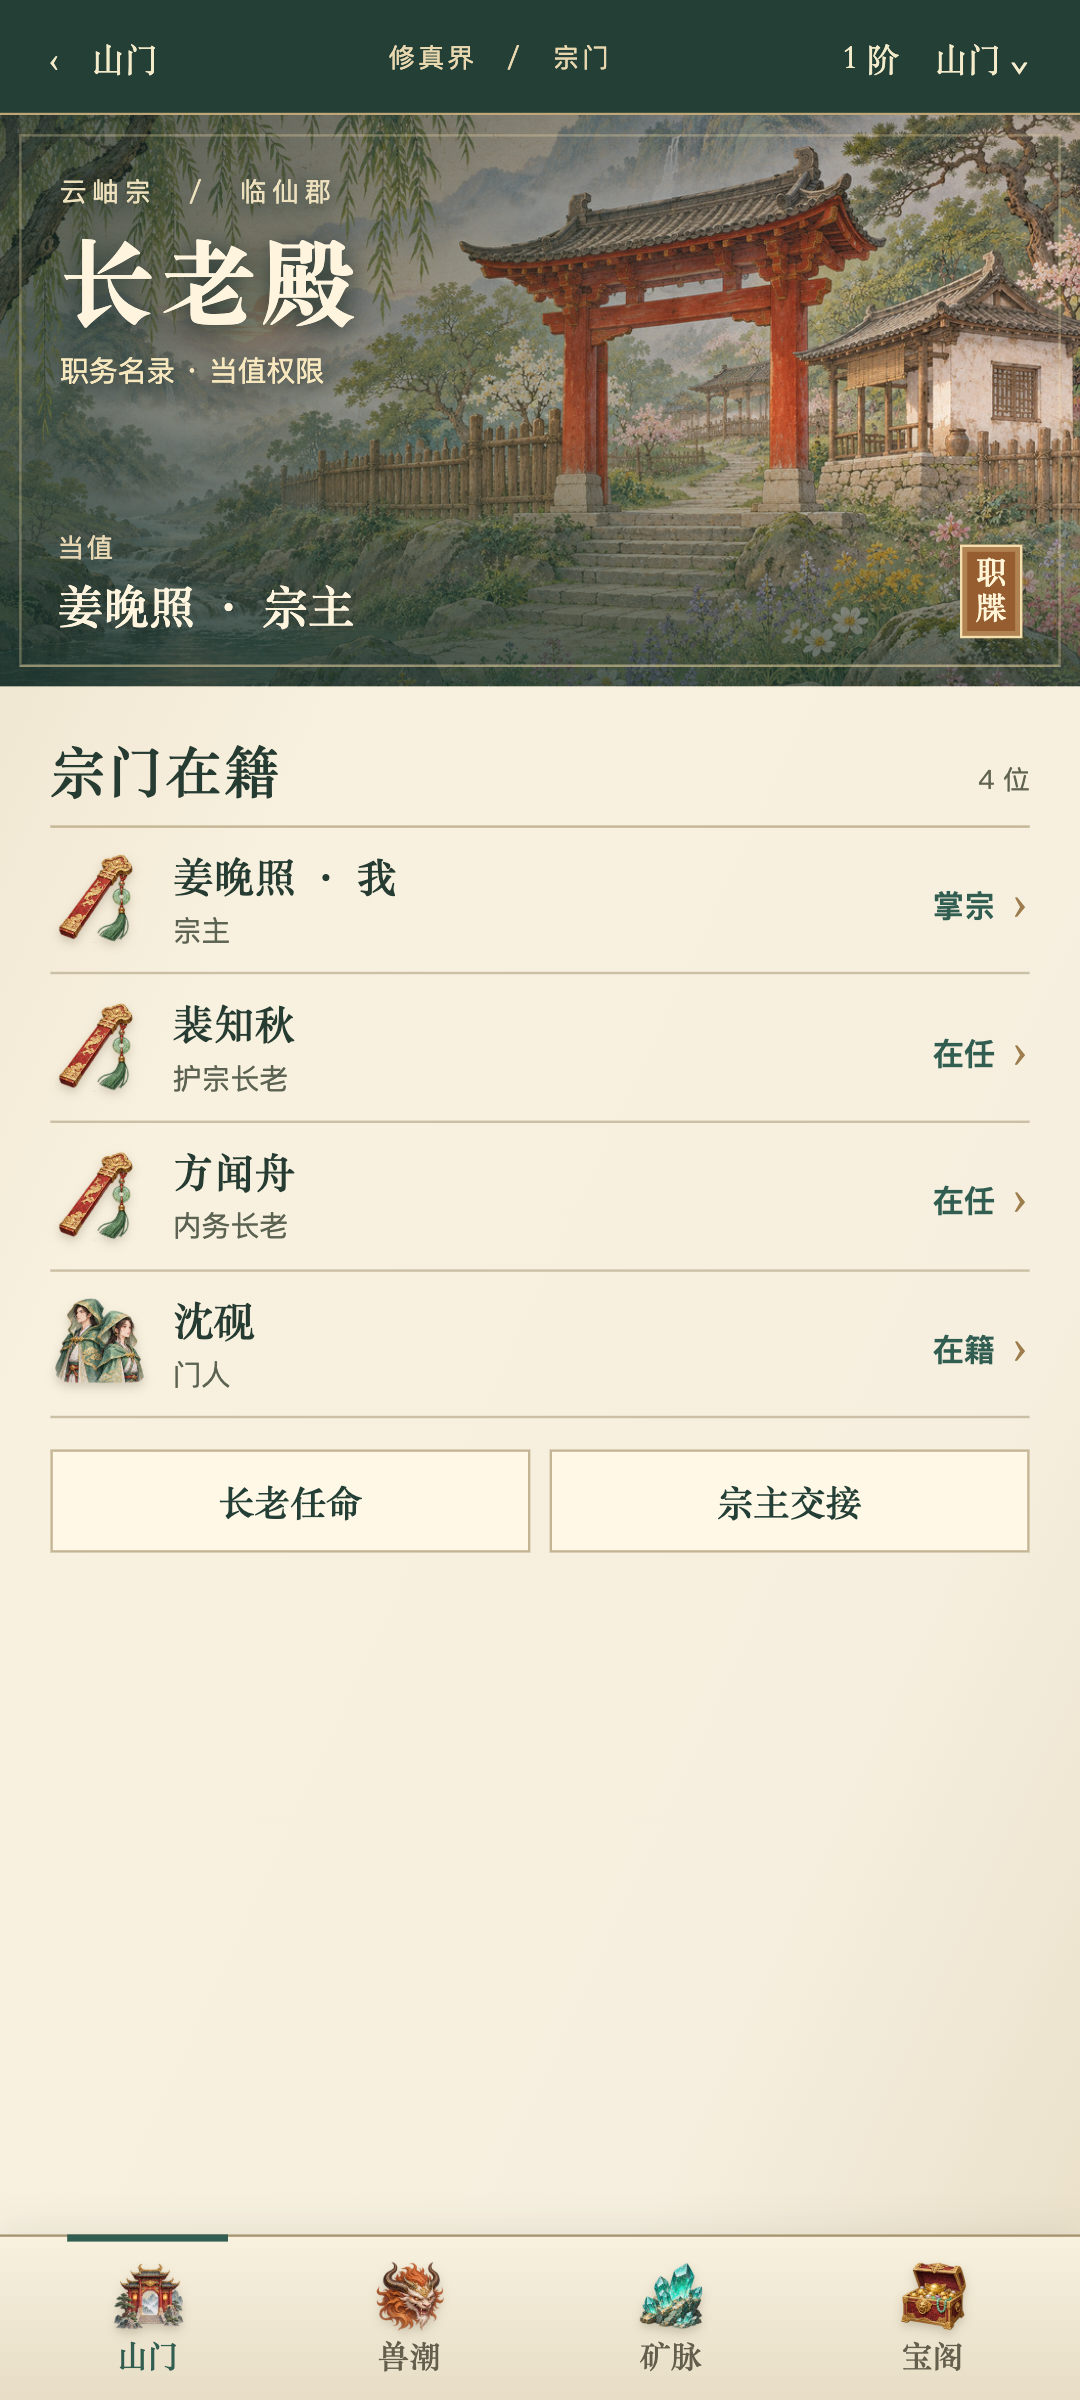 ‹ 山门 修真界 / 宗门 1 阶 山门
云岫宗 / 临仙郡
长老殿
职务名录 · 当值权限
当值
姜晚照 · 宗主
职牒
宗门在籍 4 位
姜晚照 · 我
宗主
掌宗 ›
裴知秋
护宗长老
在任 ›
方闻舟
内务长老
在任 ›
沈砚
门人
在籍 ›
长老任命 宗主交接
山门 兽潮 矿脉 宝阁